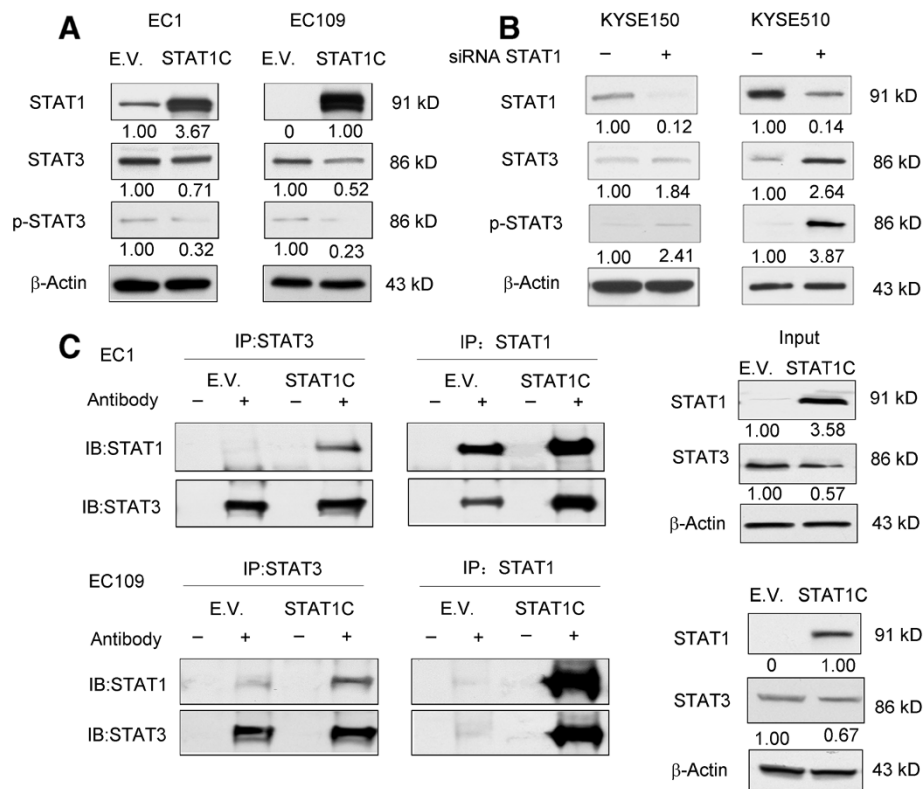 A EC1 EC109
E.V. STAT1C E.V. STAT1C
STAT1 91 kD
1.00 3.67 0 1.00
STAT3 86 kD
1.00 0.71 1.00 0.52
p-STAT3 86 kD
1.00 0.32 1.00 0.23
β-Actin 43 kD
B KYSE150 KYSE510
siRNA STAT1 – + – +
STAT1 91 kD
1.00 0.12 1.00 0.14
STAT3 86 kD
1.00 1.84 1.00 2.64
p-STAT3 86 kD
1.00 2.41 1.00 3.87
β-Actin 43 kD
C EC1
IP:STAT3 IP: STAT1
E.V. STAT1C E.V. STAT1C
Antibody – + – + – + – +
IB:STAT1
IB:STAT3
Input
E.V. STAT1C
STAT1 91 kD
1.00 3.58
STAT3 86 kD
1.00 0.57
β-Actin 43 kD
EC109
IP:STAT3 IP: STAT1
E.V. STAT1C E.V. STAT1C
Antibody – + – + – + – +
IB:STAT1
IB:STAT3
E.V. STAT1C
STAT1 91 kD
0 1.00
STAT3 86 kD
1.00 0.67
β-Actin 43 kD